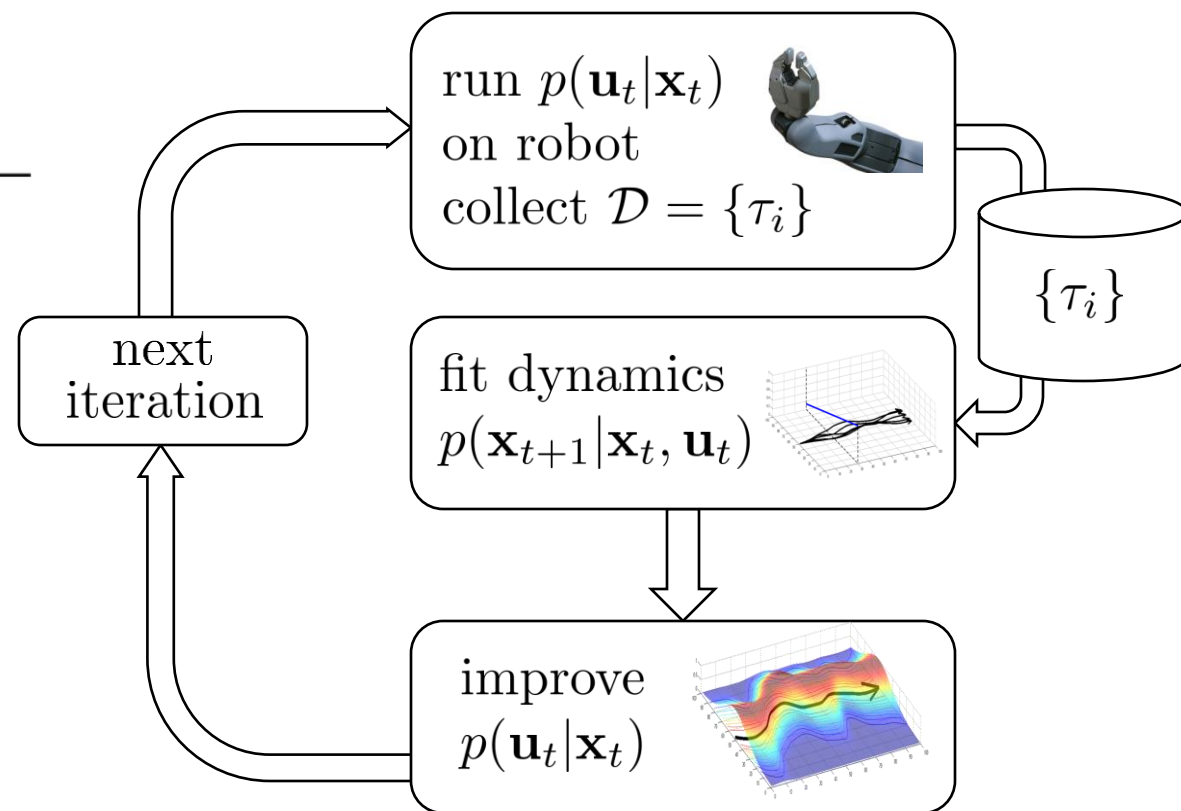 run p(u_t|x_t)
on robot
collect D = {τ_i}
{τ_i}
next
iteration
fit dynamics
p(x_{t+1}|x_t, u_t)
improve
p(u_t|x_t)